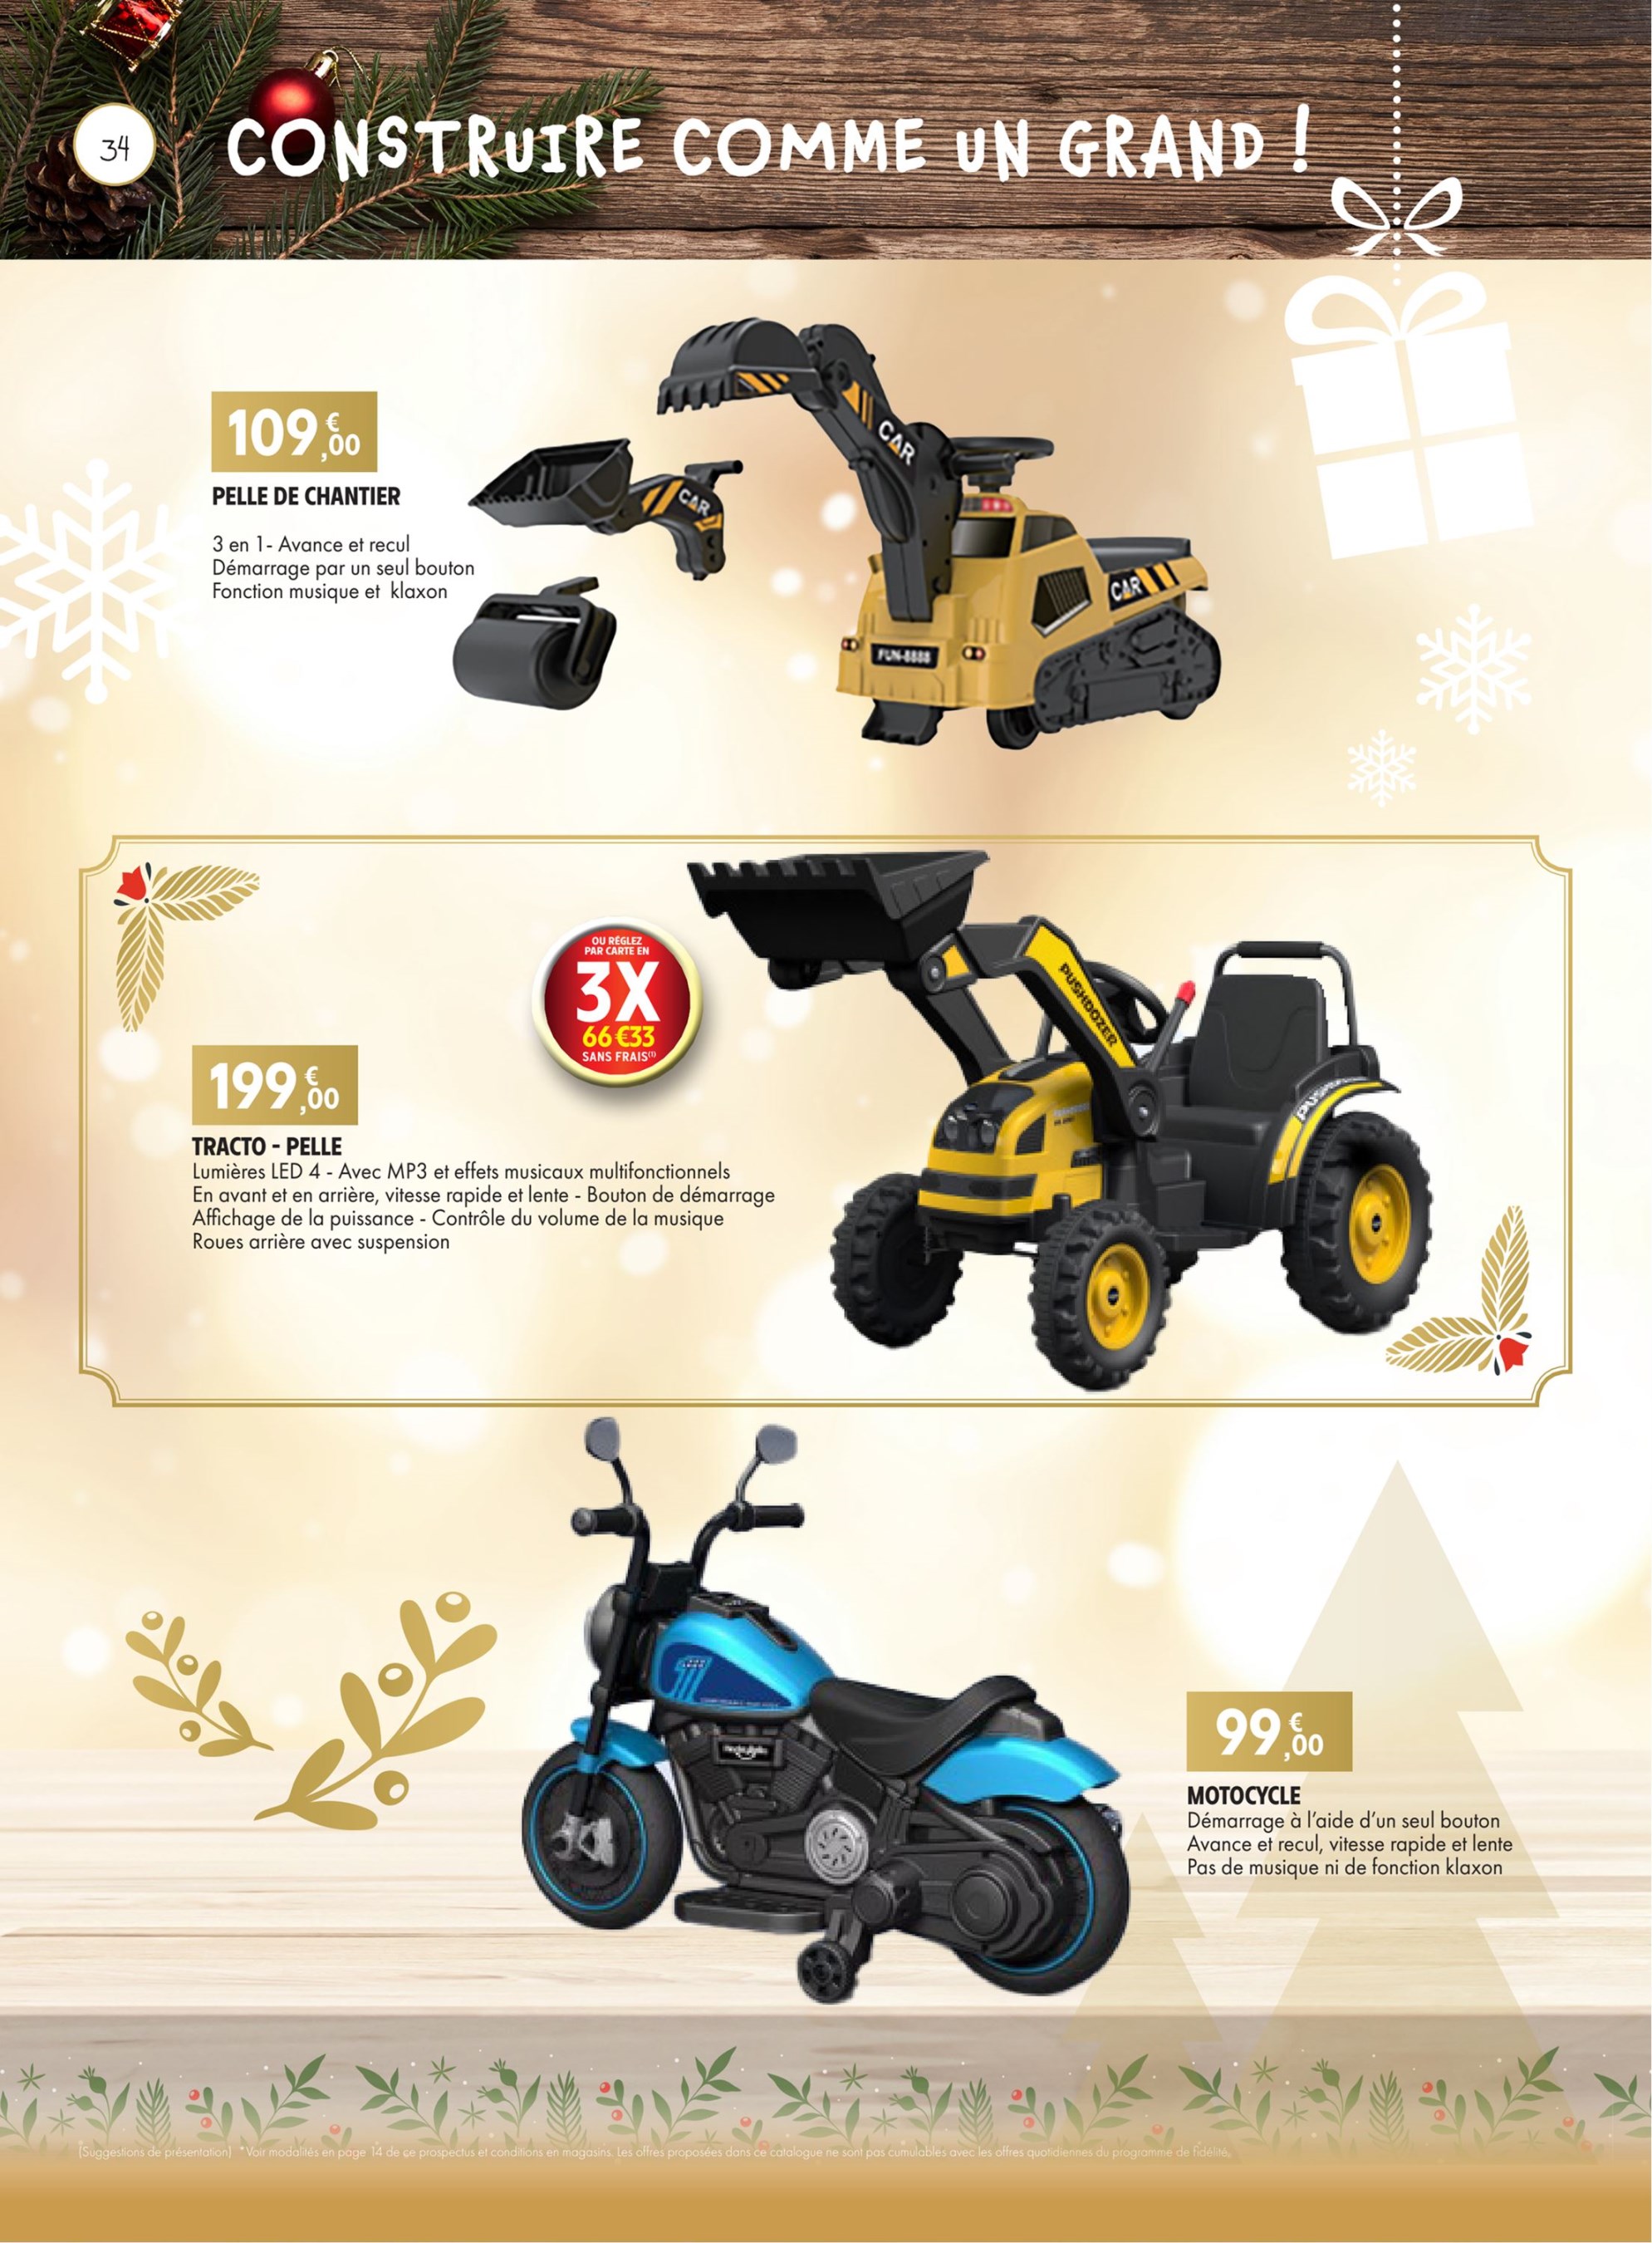 34
CONSTRUIRE COMME UN GRAND !
109,00 €
PELLE DE CHANTIER
3 en 1- Avance et recul
Démarrage par un seul bouton
Fonction musique et klaxon
CAR
CAR
CAR
FUN-8888
OU RÉGLEZ
PAR CARTE EN
3X
66€33
SANS FRAIS(1)
PUSHDOZER
199,00 €
TRACTO - PELLE
Lumières LED 4 - Avec MP3 et effets musicaux multifonctionnels
En avant et en arrière, vitesse rapide et lente - Bouton de démarrage
Affichage de la puissance - Contrôle du volume de la musique
Roues arrière avec suspension
99,00 €
MOTOCYCLE
Démarrage à l'aide d'un seul bouton
Avance et recul, vitesse rapide et lente
Pas de musique ni de fonction klaxon
(Suggestions de présentation) *Voir modalités en page 14 de ce prospectus et conditions en magasins. Les offres proposées dans ce catalogue ne sont pas cumulables avec les offres quotidiennes du programme de fidélité.